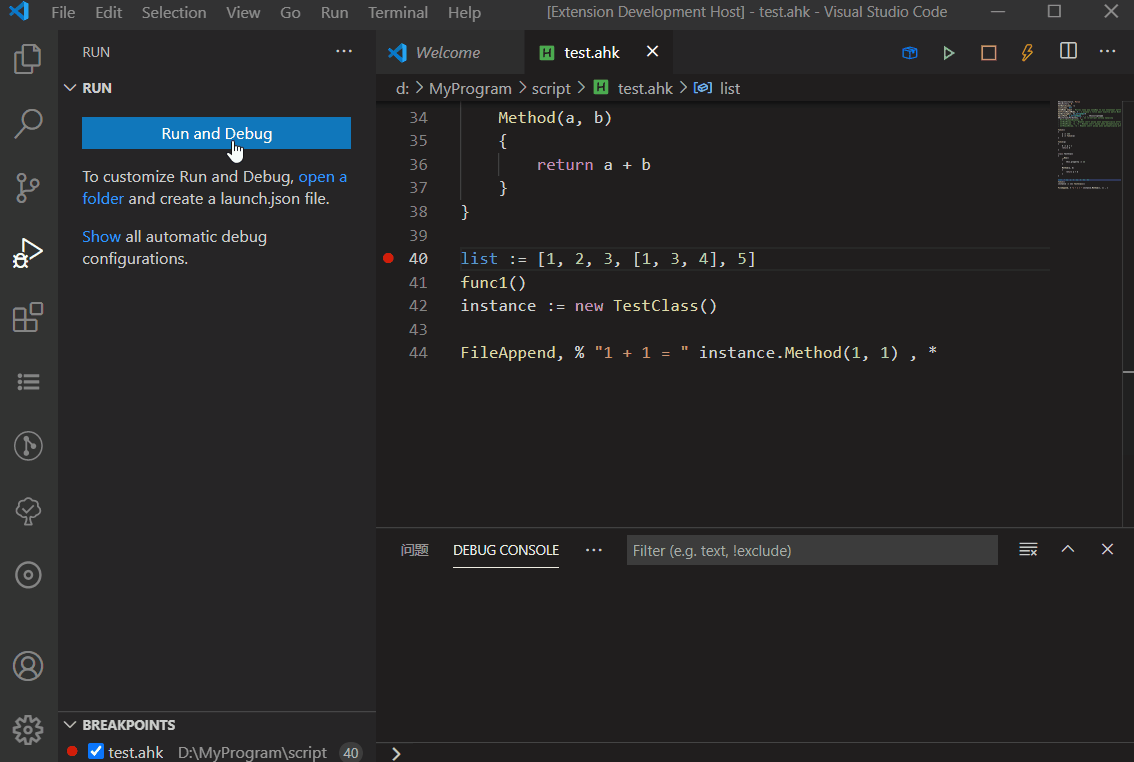 File Edit Selection View Go Run Terminal Help [Extension Development Host] - test.ahk - Visual Studio Code
RUN
RUN
Run and Debug
To customize Run and Debug, open a
folder and create a launch.json file.
Show all automatic debug
configurations.
Welcome test.ahk
d: > MyProgram > script > H test.ahk > list
34 Method(a, b)
35 {
36 return a + b
37 }
38 }
39
40 list := [1, 2, 3, [1, 3, 4], 5]
41 func1()
42 instance := new TestClass()
43
44 FileAppend, % "1 + 1 = " instance.Method(1, 1) , *
问题 DEBUG CONSOLE Filter (e.g. text, !exclude)
BREAKPOINTS
test.ahk D:\MyProgram\script 40